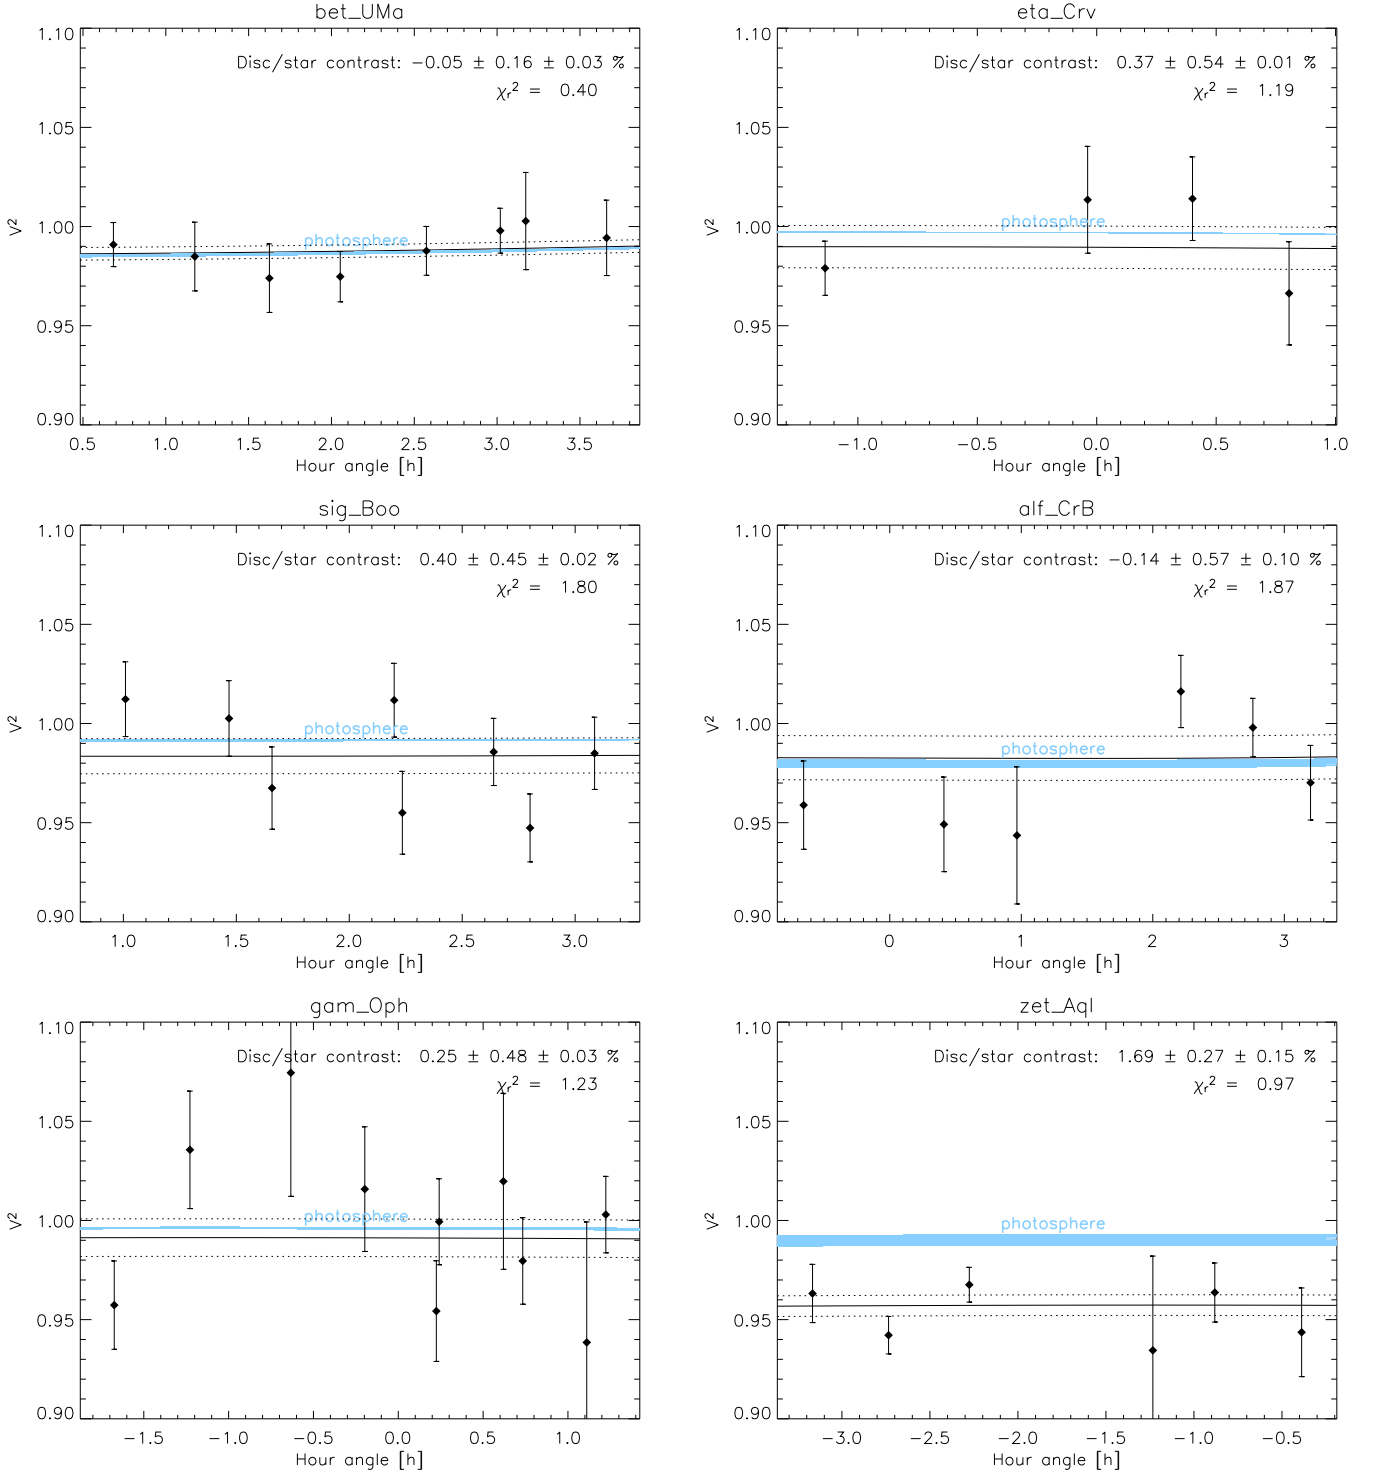 bet_UMa
Disc/star contrast: −0.05 ± 0.16 ± 0.03 %
χr² = 0.40
photosphere
V²
1.10
1.05
1.00
0.95
0.90
0.5 1.0 1.5 2.0 2.5 3.0 3.5
Hour angle [h]
eta_Crv
Disc/star contrast: 0.37 ± 0.54 ± 0.01 %
χr² = 1.19
photosphere
V²
1.10
1.05
1.00
0.95
0.90
−1.0 −0.5 0.0 0.5 1.0
Hour angle [h]
sig_Boo
Disc/star contrast: 0.40 ± 0.45 ± 0.02 %
χr² = 1.80
photosphere
V²
1.10
1.05
1.00
0.95
0.90
1.0 1.5 2.0 2.5 3.0
Hour angle [h]
alf_CrB
Disc/star contrast: −0.14 ± 0.57 ± 0.10 %
χr² = 1.87
photosphere
V²
1.10
1.05
1.00
0.95
0.90
0 1 2 3
Hour angle [h]
gam_Oph
Disc/star contrast: 0.25 ± 0.48 ± 0.03 %
χr² = 1.23
photosphere
V²
1.10
1.05
1.00
0.95
0.90
−1.5 −1.0 −0.5 0.0 0.5 1.0
Hour angle [h]
zet_Aql
Disc/star contrast: 1.69 ± 0.27 ± 0.15 %
χr² = 0.97
photosphere
V²
1.10
1.05
1.00
0.95
0.90
−3.0 −2.5 −2.0 −1.5 −1.0 −0.5
Hour angle [h]